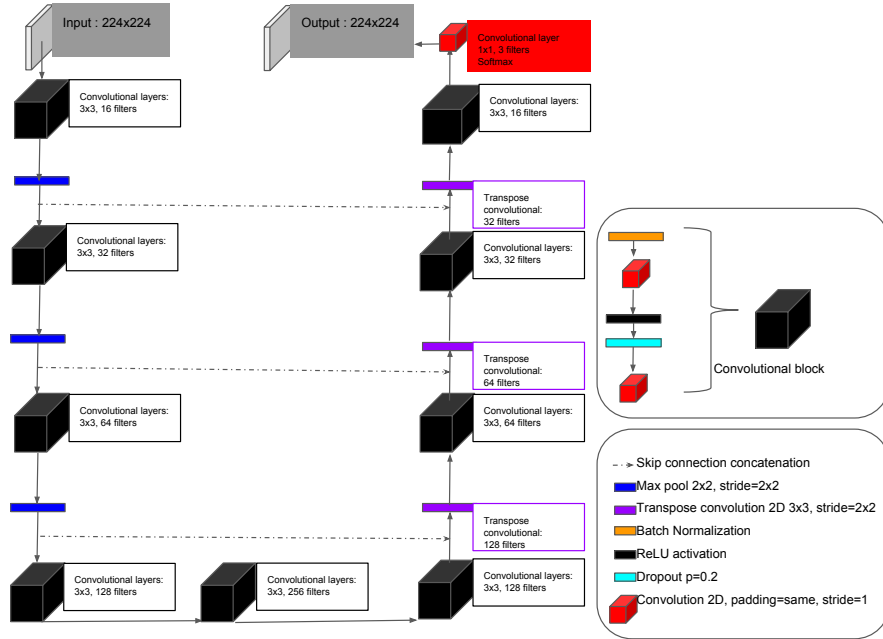 Input : 224x224
Output : 224x224
Convolutional layer
1x1, 3 filters
Softmax
Convolutional layers:
3x3, 16 filters
Convolutional layers:
3x3, 16 filters
Transpose
convolutional:
32 filters
Convolutional layers:
3x3, 32 filters
Convolutional layers:
3x3, 32 filters
Transpose
convolutional:
64 filters
Convolutional layers:
3x3, 64 filters
Convolutional layers:
3x3, 64 filters
Transpose
convolutional:
128 filters
Convolutional layers:
3x3, 128 filters
Convolutional layers:
3x3, 256 filters
Convolutional layers:
3x3, 128 filters
Convolutional block
Skip connection concatenation
Max pool 2x2, stride=2x2
Transpose convolution 2D 3x3, stride=2x2
Batch Normalization
ReLU activation
Dropout p=0.2
Convolution 2D, padding=same, stride=1